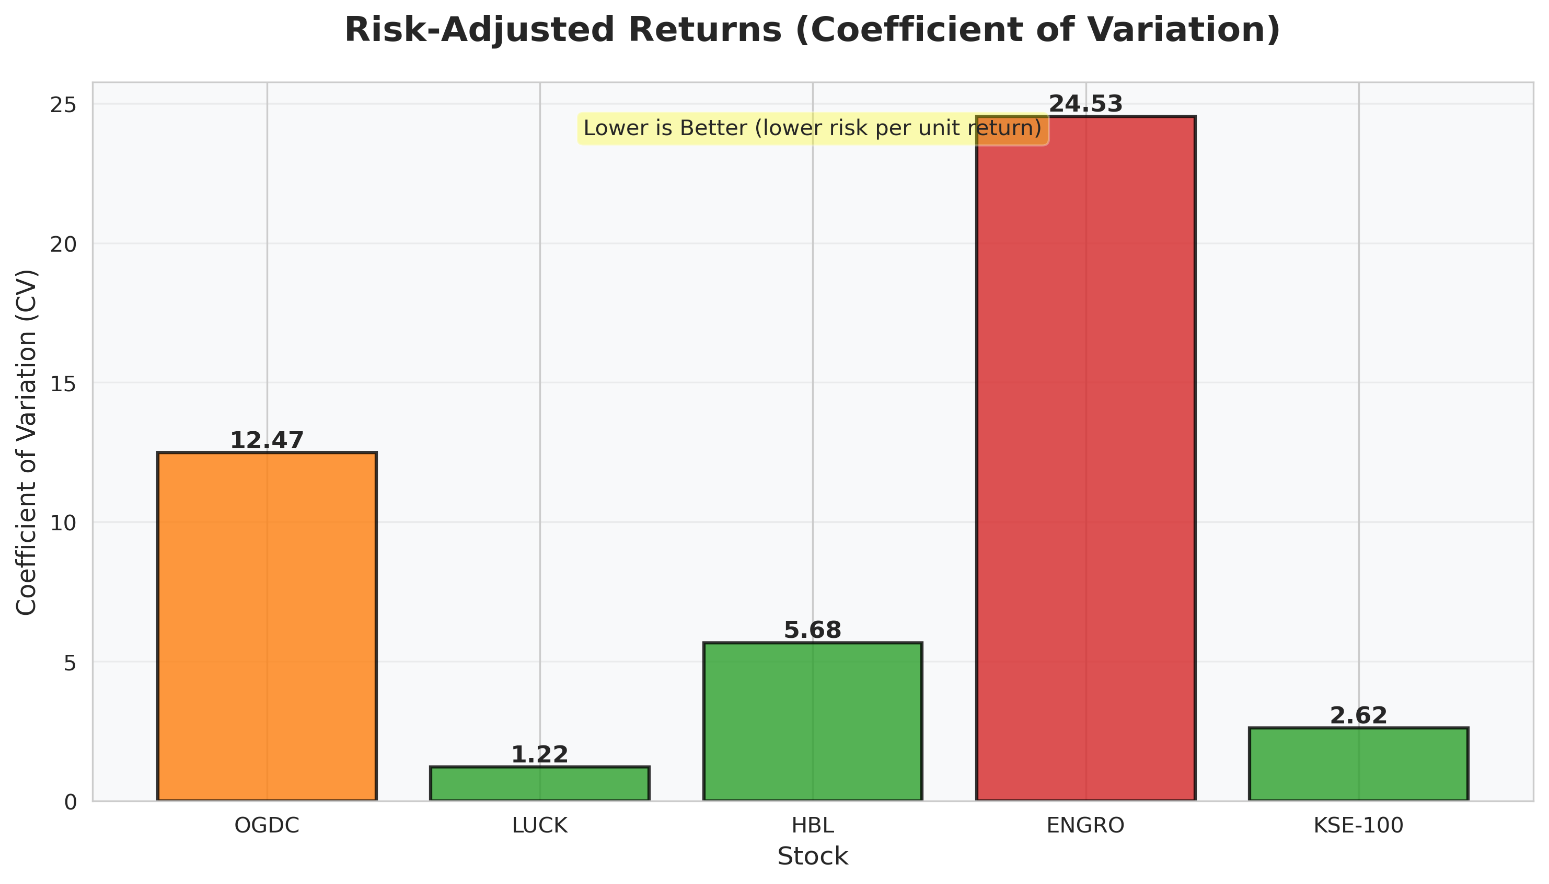 Risk-Adjusted Returns (Coefficient of Variation)
25
20
15
10
5
0
Coefficient of Variation (CV)
Lower is Better (lower risk per unit return)
12.47
1.22
5.68
24.53
2.62
OGDC
LUCK
HBL
ENGRO
KSE-100
Stock